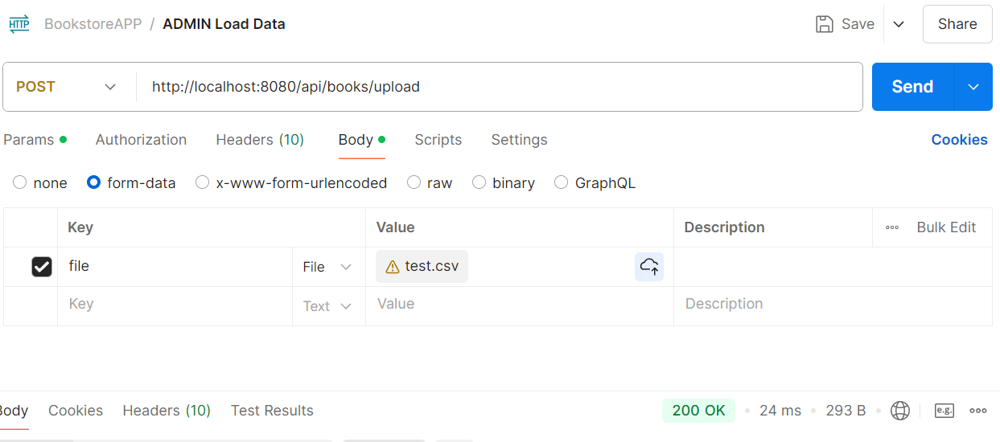 HTTP BookstoreAPP / ADMIN Load Data Save Share
POST http://localhost:8080/api/books/upload Send
Params Authorization Headers (10) Body Scripts Settings Cookies
none form-data x-www-form-urlencoded raw binary GraphQL
Key Value Description Bulk Edit
file File test.csv
Key Text Value Description
Body Cookies Headers (10) Test Results 200 OK 24 ms 293 B e.g.